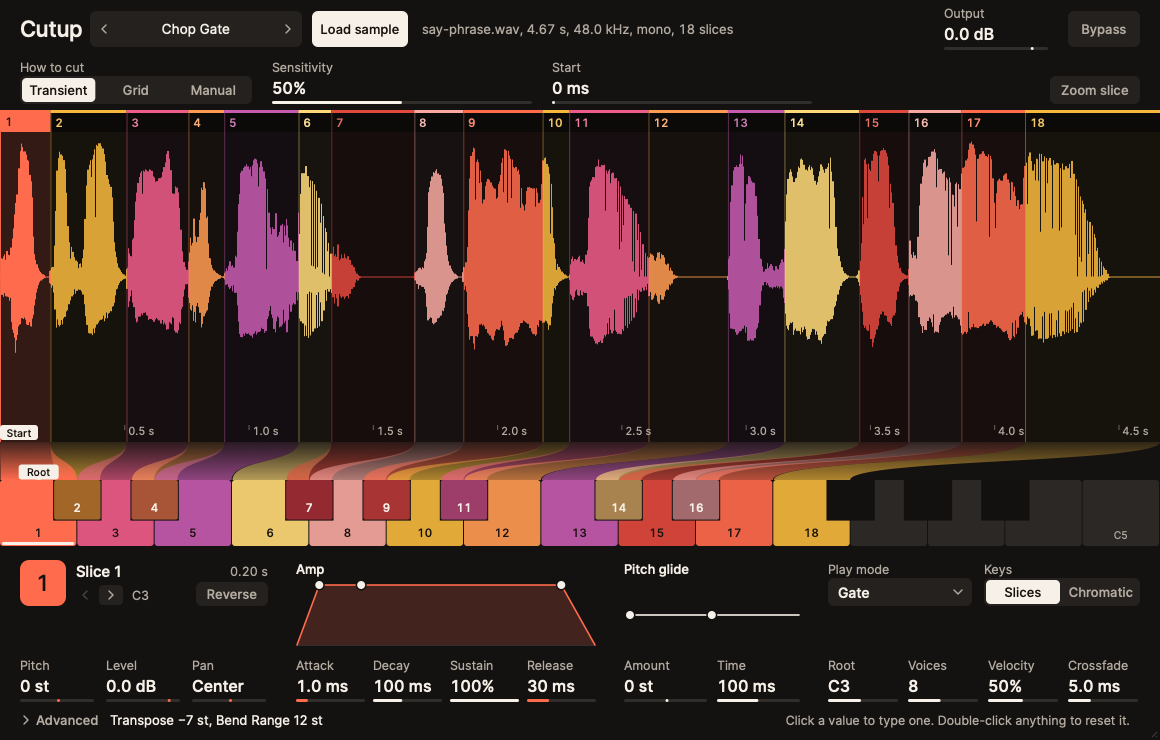 Cutup
Chop Gate
Load sample
say-phrase.wav, 4.67 s, 48.0 kHz, mono, 18 slices
Output
0.0 dB
Bypass
How to cut
Transient Grid Manual
Sensitivity
50%
Start
0 ms
Zoom slice
1 2 3 4 5 6 7 8 9 10 11 12 13 14 15 16 17 18
Start
0.5 s 1.0 s 1.5 s 2.0 s 2.5 s 3.0 s 3.5 s 4.0 s 4.5 s
Root
2 4 7 9 11 14 16
1 3 5 6 8 10 12 13 15 17 18 C5
1
Slice 1
0.20 s
C3
Reverse
Amp
Pitch glide
Play mode
Gate
Keys
Slices Chromatic
Pitch Level Pan Attack Decay Sustain Release Amount Time Root Voices Velocity Crossfade
0 st 0.0 dB Center 1.0 ms 100 ms 100% 30 ms 0 st 100 ms C3 8 50% 5.0 ms
Advanced Transpose −7 st, Bend Range 12 st
Click a value to type one. Double-click anything to reset it.